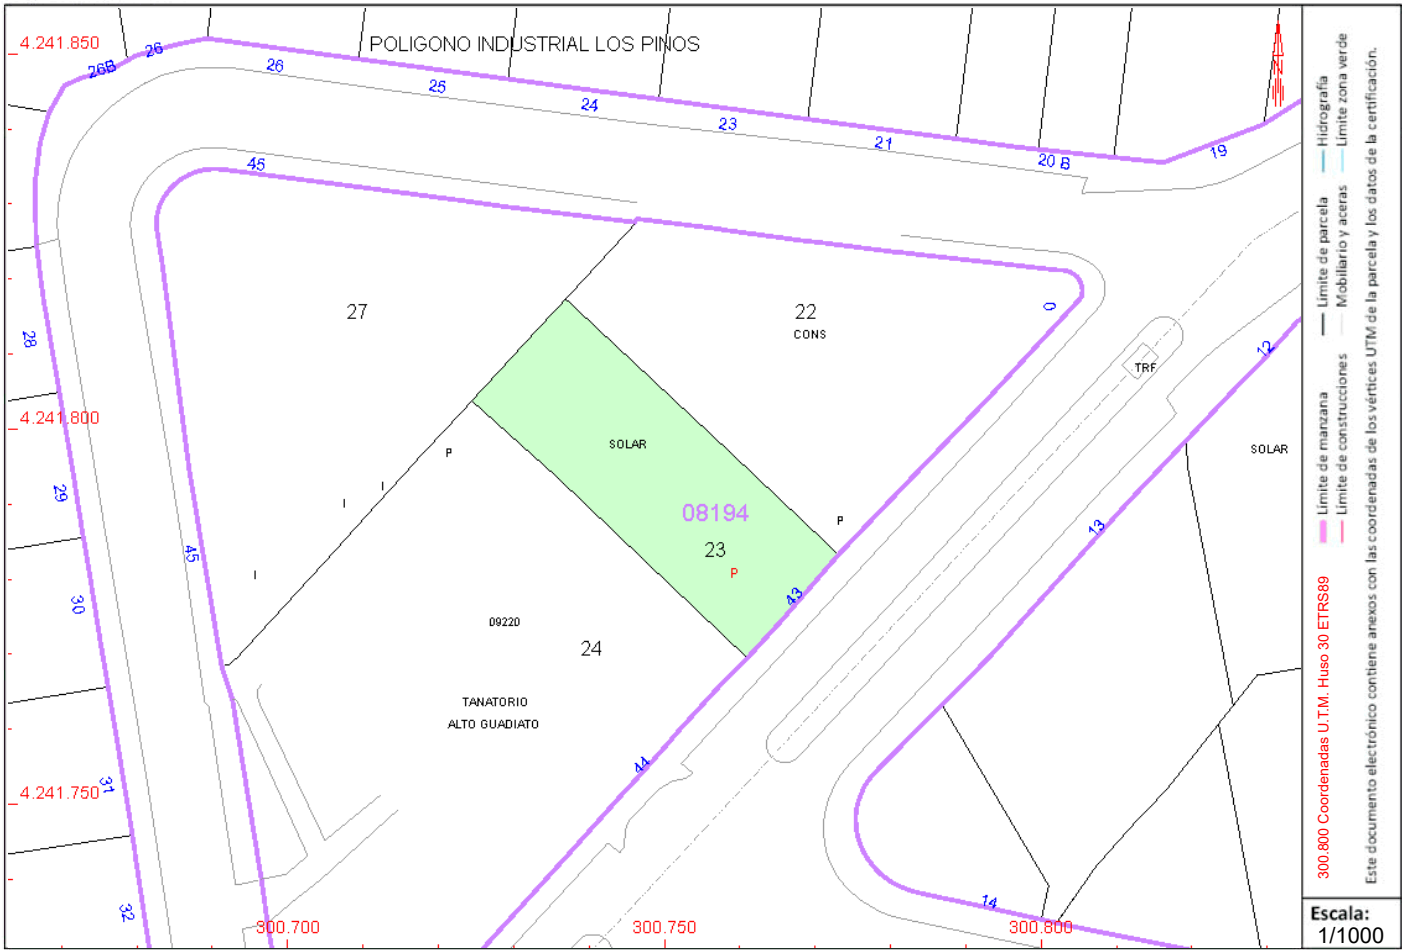 4.241.850
26B
26
POLIGONO INDUSTRIAL LOS PINOS
26
25
24
23
21
20 B
19
45
27
22
CONS
0
TRF
12
28
4.241.800
SOLAR
P
SOLAR
I
I
29
08194
P
13
45
23
P
I
43
30
09220
24
TANATORIO
ALTO GUADIATO
44
31
4.241.750
32
14
300.700
300.750
300.800
300.800 Coordenadas U.T.M. Huso 30 ETRS89
Límite de manzana
Límite de construcciones
Límite de parcela
Mobiliario y aceras
Hidrografía
Límite zona verde
Este documento electrónico contiene anexos con las coordenadas de los vértices UTM de la parcela y los datos de la certificación.
Escala:
1/1000